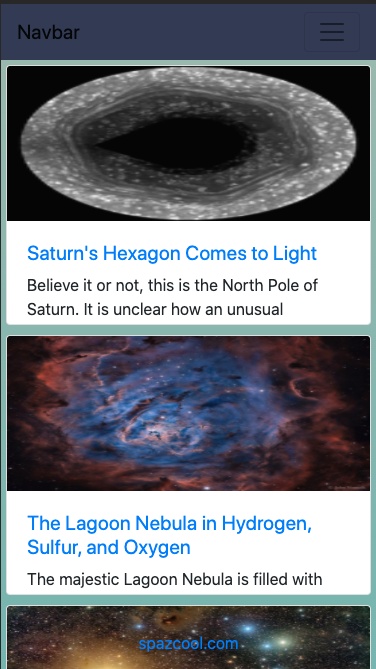 Navbar
Saturn's Hexagon Comes to Light
Believe it or not, this is the North Pole of
Saturn. It is unclear how an unusual
The Lagoon Nebula in Hydrogen,
Sulfur, and Oxygen
The majestic Lagoon Nebula is filled with
spazcool.com